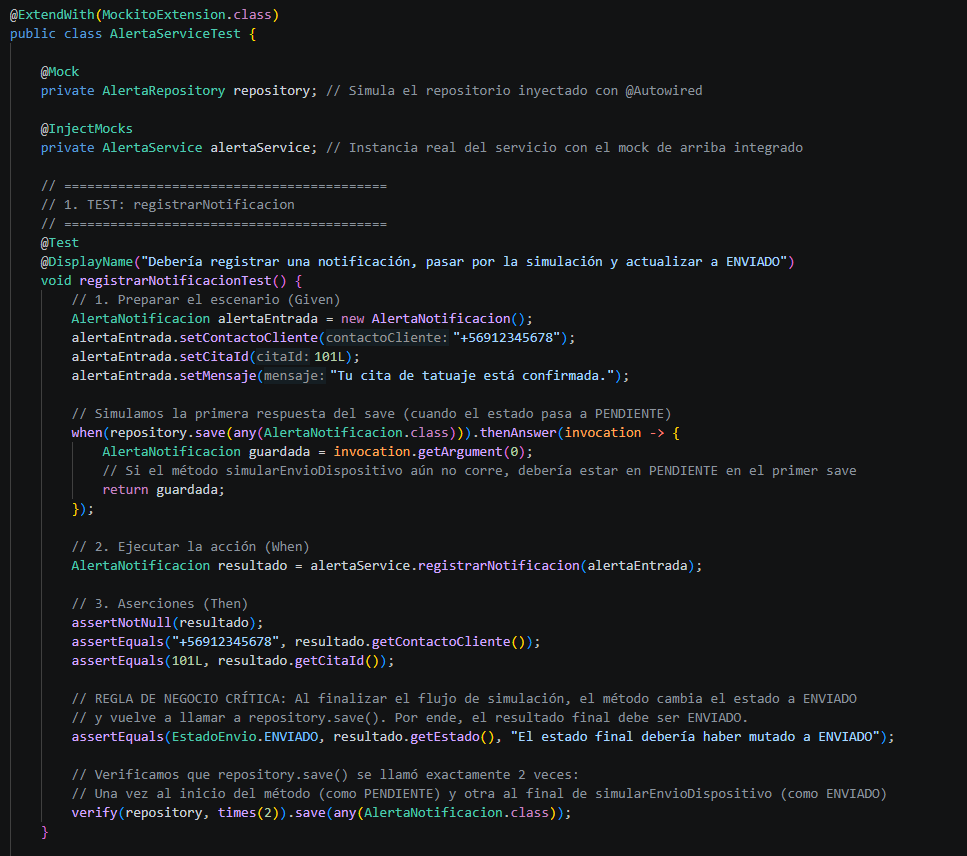 @ExtendWith(MockitoExtension.class)
public class AlertaServiceTest {
@Mock
private AlertaRepository repository; // Simula el repositorio inyectado con @Autowired
@InjectMocks
private AlertaService alertaService; // Instancia real del servicio con el mock de arriba integrado
// ==========================================
// 1. TEST: registrarNotificacion
// ==========================================
@Test
@DisplayName("Debería registrar una notificación, pasar por la simulación y actualizar a ENVIADO")
void registrarNotificacionTest() {
// 1. Preparar el escenario (Given)
AlertaNotificacion alertaEntrada = new AlertaNotificacion();
alertaEntrada.setContactoCliente(contactoCliente: "+56912345678");
alertaEntrada.setCitaId(citaId: 101L);
alertaEntrada.setMensaje(mensaje: "Tu cita de tatuaje está confirmada.");
// Simulamos la primera respuesta del save (cuando el estado pasa a PENDIENTE)
when(repository.save(any(AlertaNotificacion.class))).thenAnswer(invocation -> {
AlertaNotificacion guardada = invocation.getArgument(0);
// Si el método simularEnvioDispositivo aún no corre, debería estar en PENDIENTE en el primer save
return guardada;
});
// 2. Ejecutar la acción (When)
AlertaNotificacion resultado = alertaService.registrarNotificacion(alertaEntrada);
// 3. Aserciones (Then)
assertNotNull(resultado);
assertEquals("+56912345678", resultado.getContactoCliente());
assertEquals(101L, resultado.getCitaId());
// REGLA DE NEGOCIO CRÍTICA: Al finalizar el flujo de simulación, el método cambia el estado a ENVIADO
// y vuelve a llamar a repository.save(). Por ende, el resultado final debe ser ENVIADO.
assertEquals(EstadoEnvio.ENVIADO, resultado.getEstado(), "El estado final debería haber mutado a ENVIADO");
// Verificamos que repository.save() se llamó exactamente 2 veces:
// Una vez al inicio del método (como PENDIENTE) y otra al final de simularEnvioDispositivo (como ENVIADO)
verify(repository, times(2)).save(any(AlertaNotificacion.class));
}